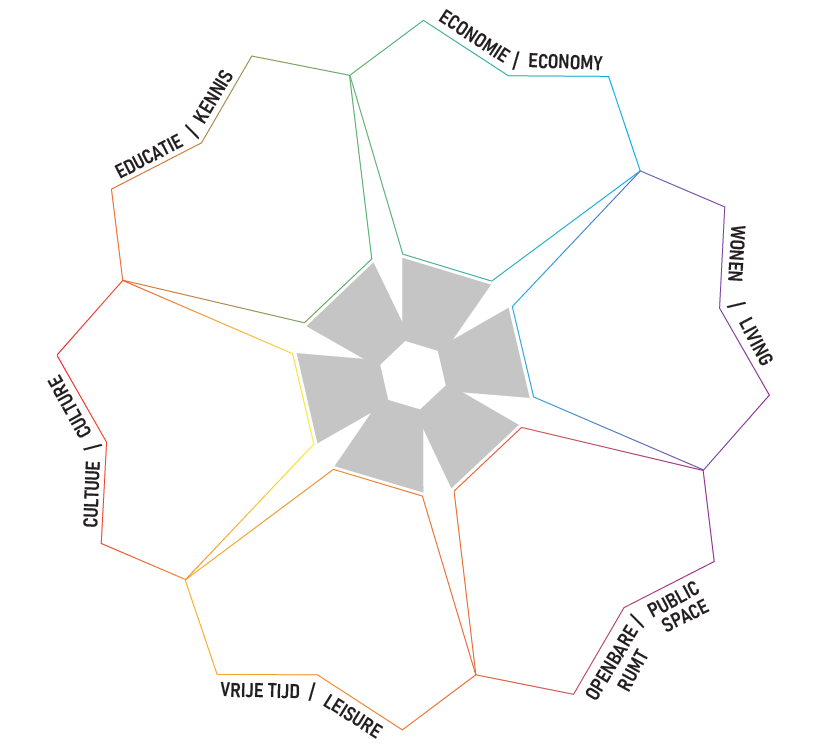 ECONOMIE / ECONOMY
WONEN / LIVING
OPENBARE / PUBLIC
RUMT SPACE
VRIJE TIJD / LEISURE
CULTUUE / CULTURE
EDUCATIE \ KENNIS